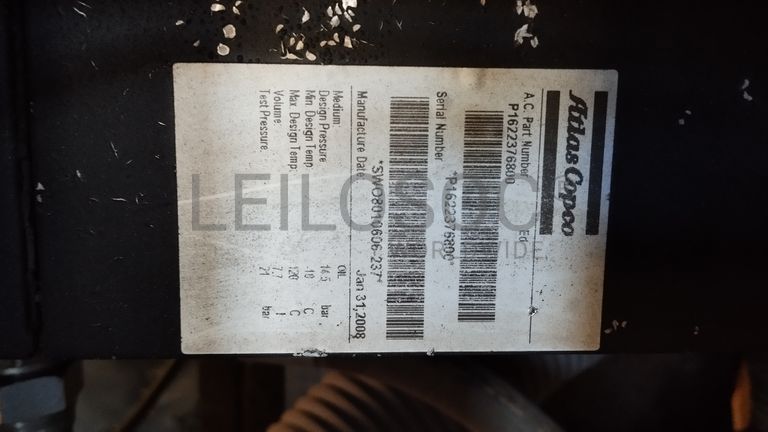 Atlas Copco
A.C. Part Number Ed
P1622376800
*P1622376800*
Serial Number
*SWO8010606-237*
Manufacture Date: Jan 31,2008
Medium: OIL
Design Pressure 14.5 bar
Min. Design Temp: -10 C
Max. Design Temp: 120 C
Volume: 7.7 l
Test Pressure: 21 bar
LEILOSOC
WORLDWIDE